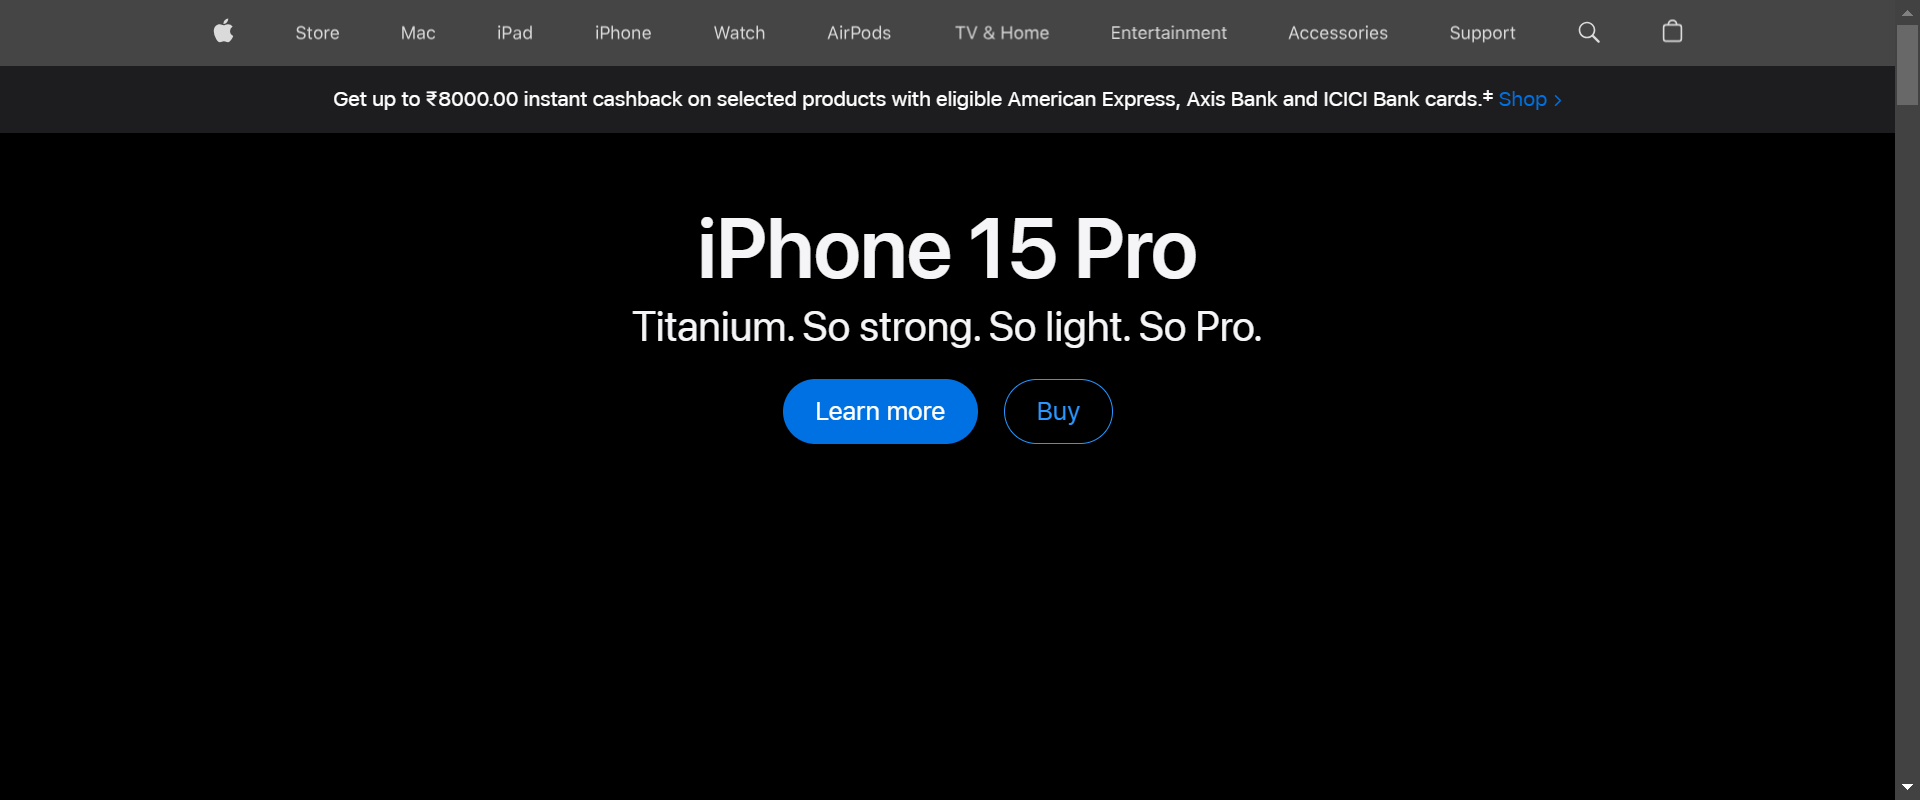 Store Mac iPad iPhone Watch AirPods TV & Home Entertainment Accessories Support
Get up to ₹8000.00 instant cashback on selected products with eligible American Express, Axis Bank and ICICI Bank cards.‡ Shop >
iPhone 15 Pro
Titanium. So strong. So light. So Pro.
Learn more Buy